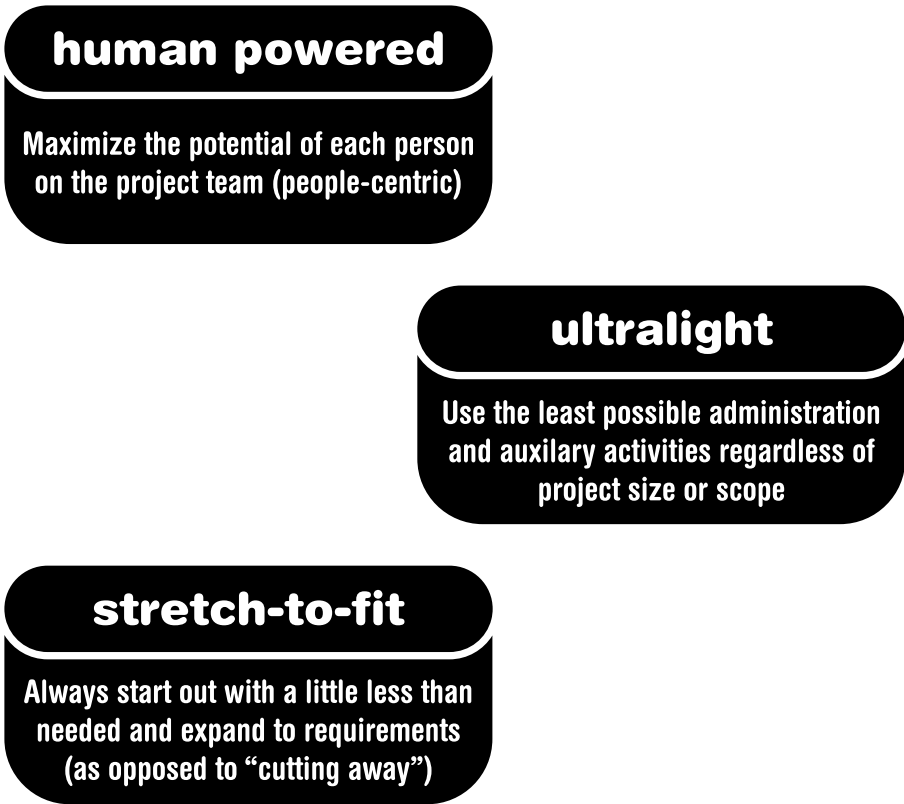 human powered
Maximize the potential of each person
on the project team (people-centric)
ultralight
Use the least possible administration
and auxilary activities regardless of
project size or scope
stretch-to-fit
Always start out with a little less than
needed and expand to requirements
(as opposed to “cutting away”)